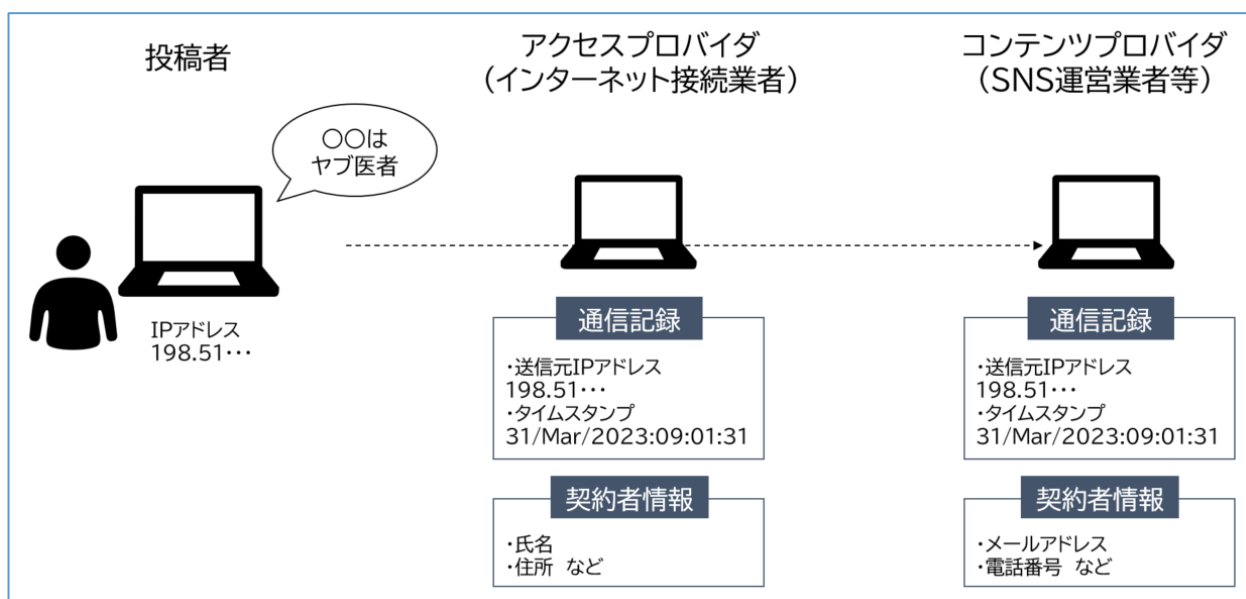 投稿者
アクセスプロバイダ
（インターネット接続業者）
コンテンツプロバイダ
（SNS運営業者等）
〇〇は
ヤブ医者
IPアドレス
198.51･･･
通信記録
･送信元IPアドレス
198.51･･･
･タイムスタンプ
31/Mar/2023:09:01:31
契約者情報
･氏名
･住所 など
通信記録
･送信元IPアドレス
198.51･･･
･タイムスタンプ
31/Mar/2023:09:01:31
契約者情報
･メールアドレス
･電話番号 など